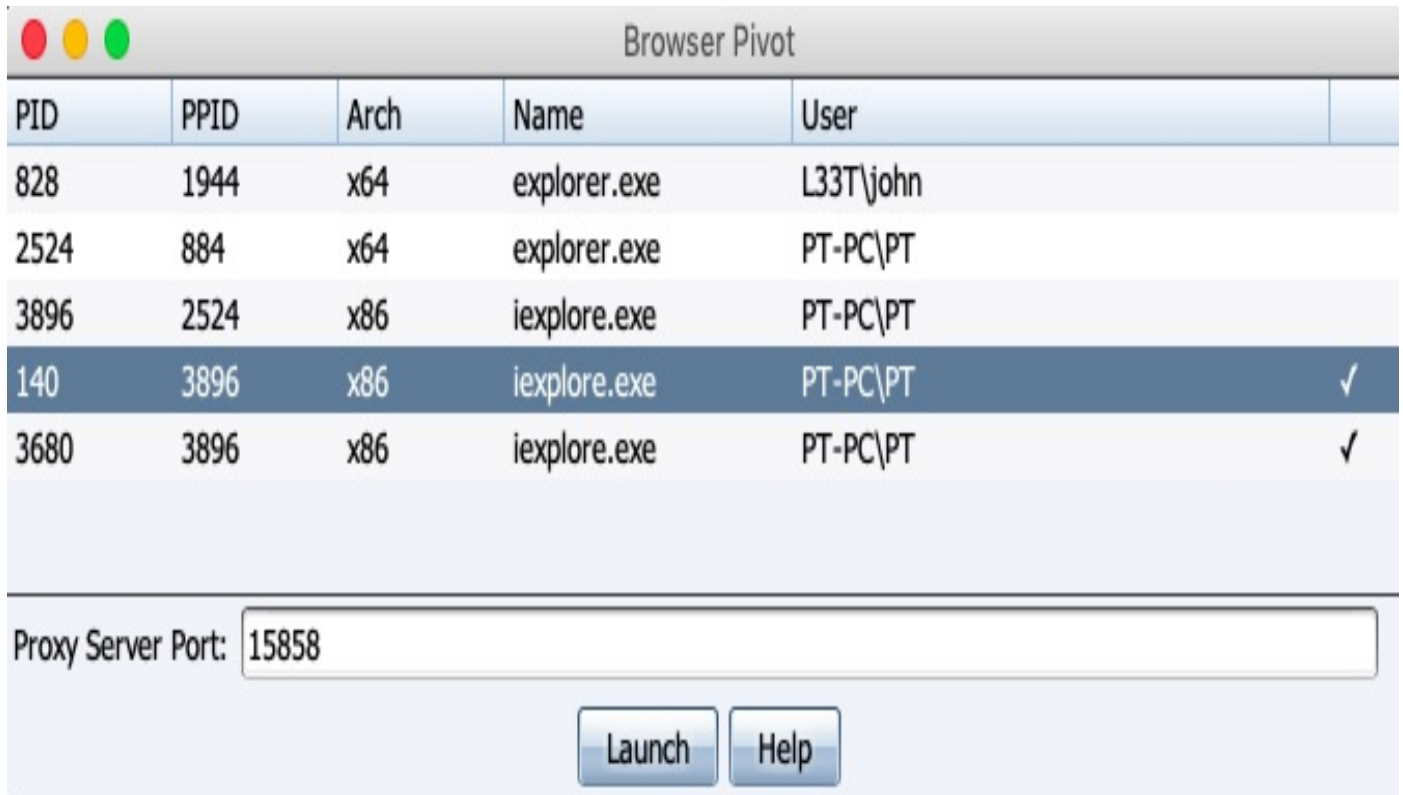 Browser Pivot
PID PPID Arch Name User
828 1944 x64 explorer.exe L33T\john
2524 884 x64 explorer.exe PT-PC\PT
3896 2524 x86 iexplore.exe PT-PC\PT
140 3896 x86 iexplore.exe PT-PC\PT √
3680 3896 x86 iexplore.exe PT-PC\PT √
Proxy Server Port: 15858
Launch Help